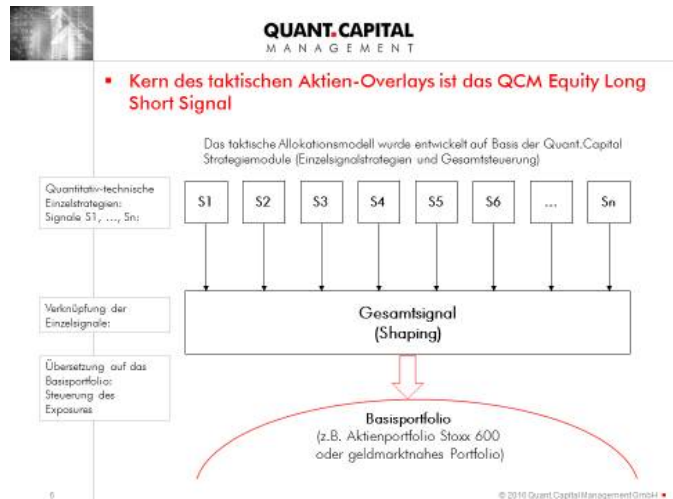 QUANT.CAPITAL
MANAGEMENT
Kern des taktischen Aktien-Overlays ist das QCM Equity Long
Short Signal
Das taktische Allokationsmodell wurde entwickelt auf Basis der Quant.Capital
Strategiemodule (Einzelsignalstrategien und Gesamtsteuerung)
Quantitativ-technische
Einzelstrategien:
Signale S1, ..., Sn:
S1 S2 S3 S4 S5 S6 ... Sn
Verknüpfung der
Einzelsignale:
Gesamtsignal
(Shaping)
Übersetzung auf das
Basisportfolio:
Steuerung des
Exposures
Basisportfolio
(z.B. Aktienportfolio Stoxx 600
oder geldmarktnahes Portfolio)
6
© 2016 Quant.Capital Management GmbH